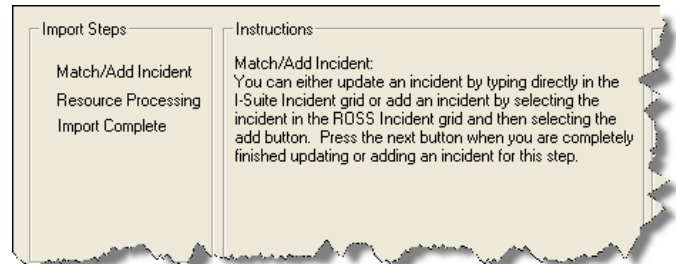 Import Steps
Match/Add Incident
Resource Processing
Import Complete
Instructions
Match/Add Incident:
You can either update an incident by typing directly in the
I-Suite Incident grid or add an incident by selecting the
incident in the ROSS Incident grid and then selecting the
add button.  Press the next button when you are completely
finished updating or adding an incident for this step.